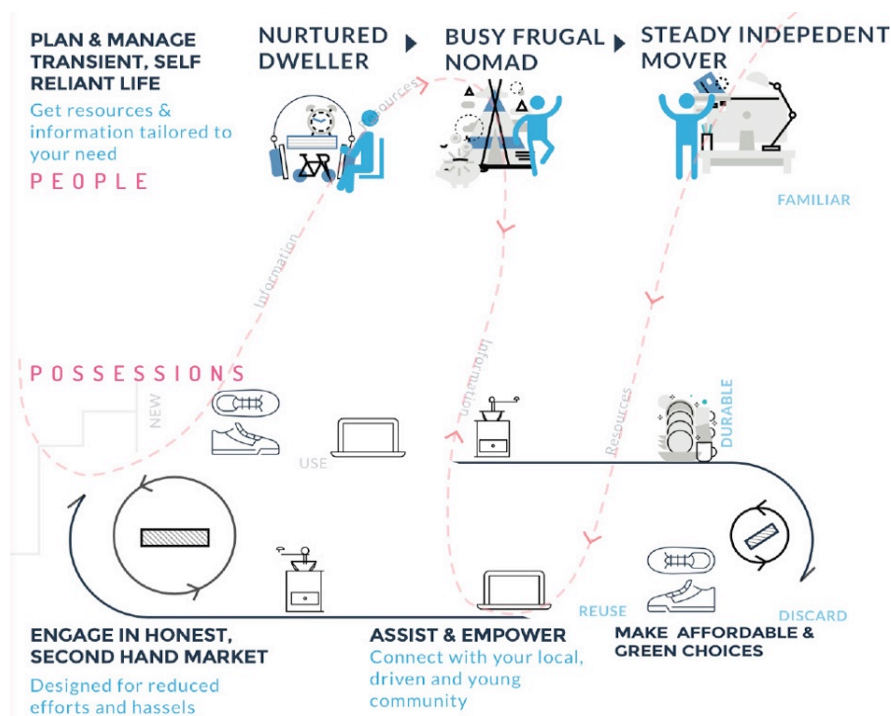 PLAN & MANAGE
TRANSIENT, SELF
RELIANT LIFE
Get resources &
information tailored to
your need
PEOPLE
NURTURED
DWELLER
BUSY FRUGAL
NOMAD
STEADY INDEPEDENT
MOVER
Resources
FAMILIAR
Information
POSSESSIONS
NEW
USE
Information
Resources
DURABLE
REUSE
DISCARD
ENGAGE IN HONEST,
SECOND HAND MARKET
Designed for reduced
efforts and hassels
ASSIST & EMPOWER
Connect with your local,
driven and young
community
MAKE AFFORDABLE &
GREEN CHOICES